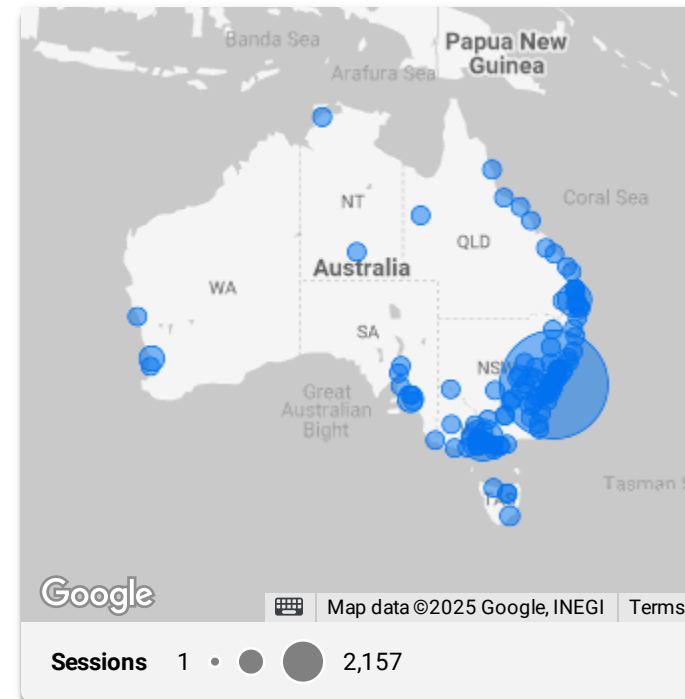 Banda Sea
Papua New
Guinea
Arafura Sea
Coral Sea
NT
QLD
Australia
WA
SA
NSW
Great
Australian
Bight
Tasman S
TAS
Google
Map data ©2025 Google, INEGI
Terms
Sessions 1 2,157